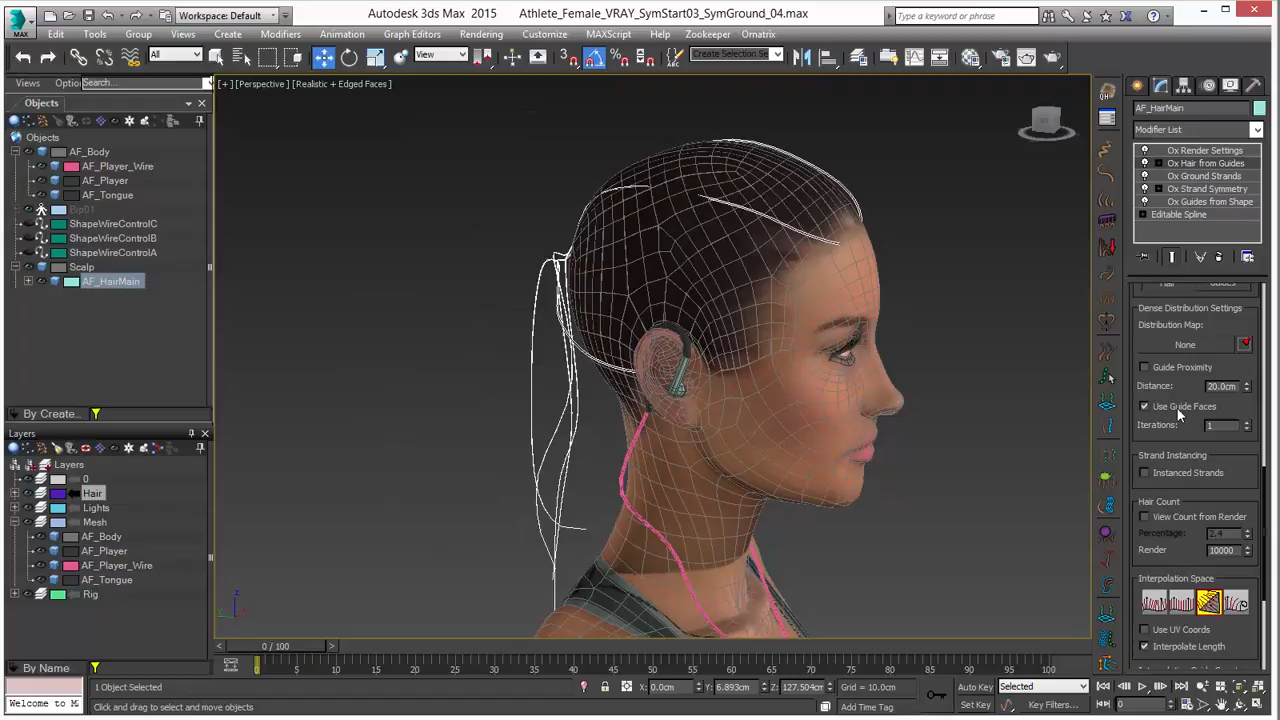 Autodesk 3ds Max 2015
Athlete_Female_VRAY_SymStart03_SymGround_04.max
Workspace: Default
Type a keyword or phrase
MAX
Edit
Tools
Group
Views
Create
Modifiers
Animation
Graph Editors
Rendering
Customize
MAXScript
Help
Zookeeper
Ornatrix
All
View
Create Selection Se
Views
Optio
Search...
[+] [Perspective] [Realistic + Edged Faces]
Objects
Objects
AF_Body
AF_Player_Wire
AF_Player
AF_Tongue
Bip01
ShapeWireControlC
ShapeWireControlB
ShapeWireControlA
Scalp
AF_HairMain
By Create...
Layers
Layers
0
Hair
Lights
Mesh
AF_Body
AF_Player
AF_Player_Wire
AF_Tongue
Rig
By Name
AF_HairMain
Modifier List
Ox Render Settings
Ox Hair from Guides
Ox Ground Strands
Ox Strand Symmetry
Ox Guides from Shape
Editable Spline
Hair
Guides
Dense Distribution Settings
Distribution Map:
None
Guide Proximity
Distance: 20.0cm
Use Guide Faces
Iterations: 1
Strand Instancing
Instanced Strands
Hair Count
View Count from Render
Percentage: 2.4
Render 10000
Interpolation Space
Use UV Coords
Interpolate Length
0 / 100
0 5 10 15 20 25 30 35 40 45 50 55 60 65 70 75 80 85 90 95 100
1 Object Selected
X: 0.0cm
Y: 6.893cm
Z: 127.504cm
Grid = 10.0cm
Auto Key
Selected
Welcome to M
Click and drag to select and move objects
Add Time Tag
Set Key
Key Filters...
0